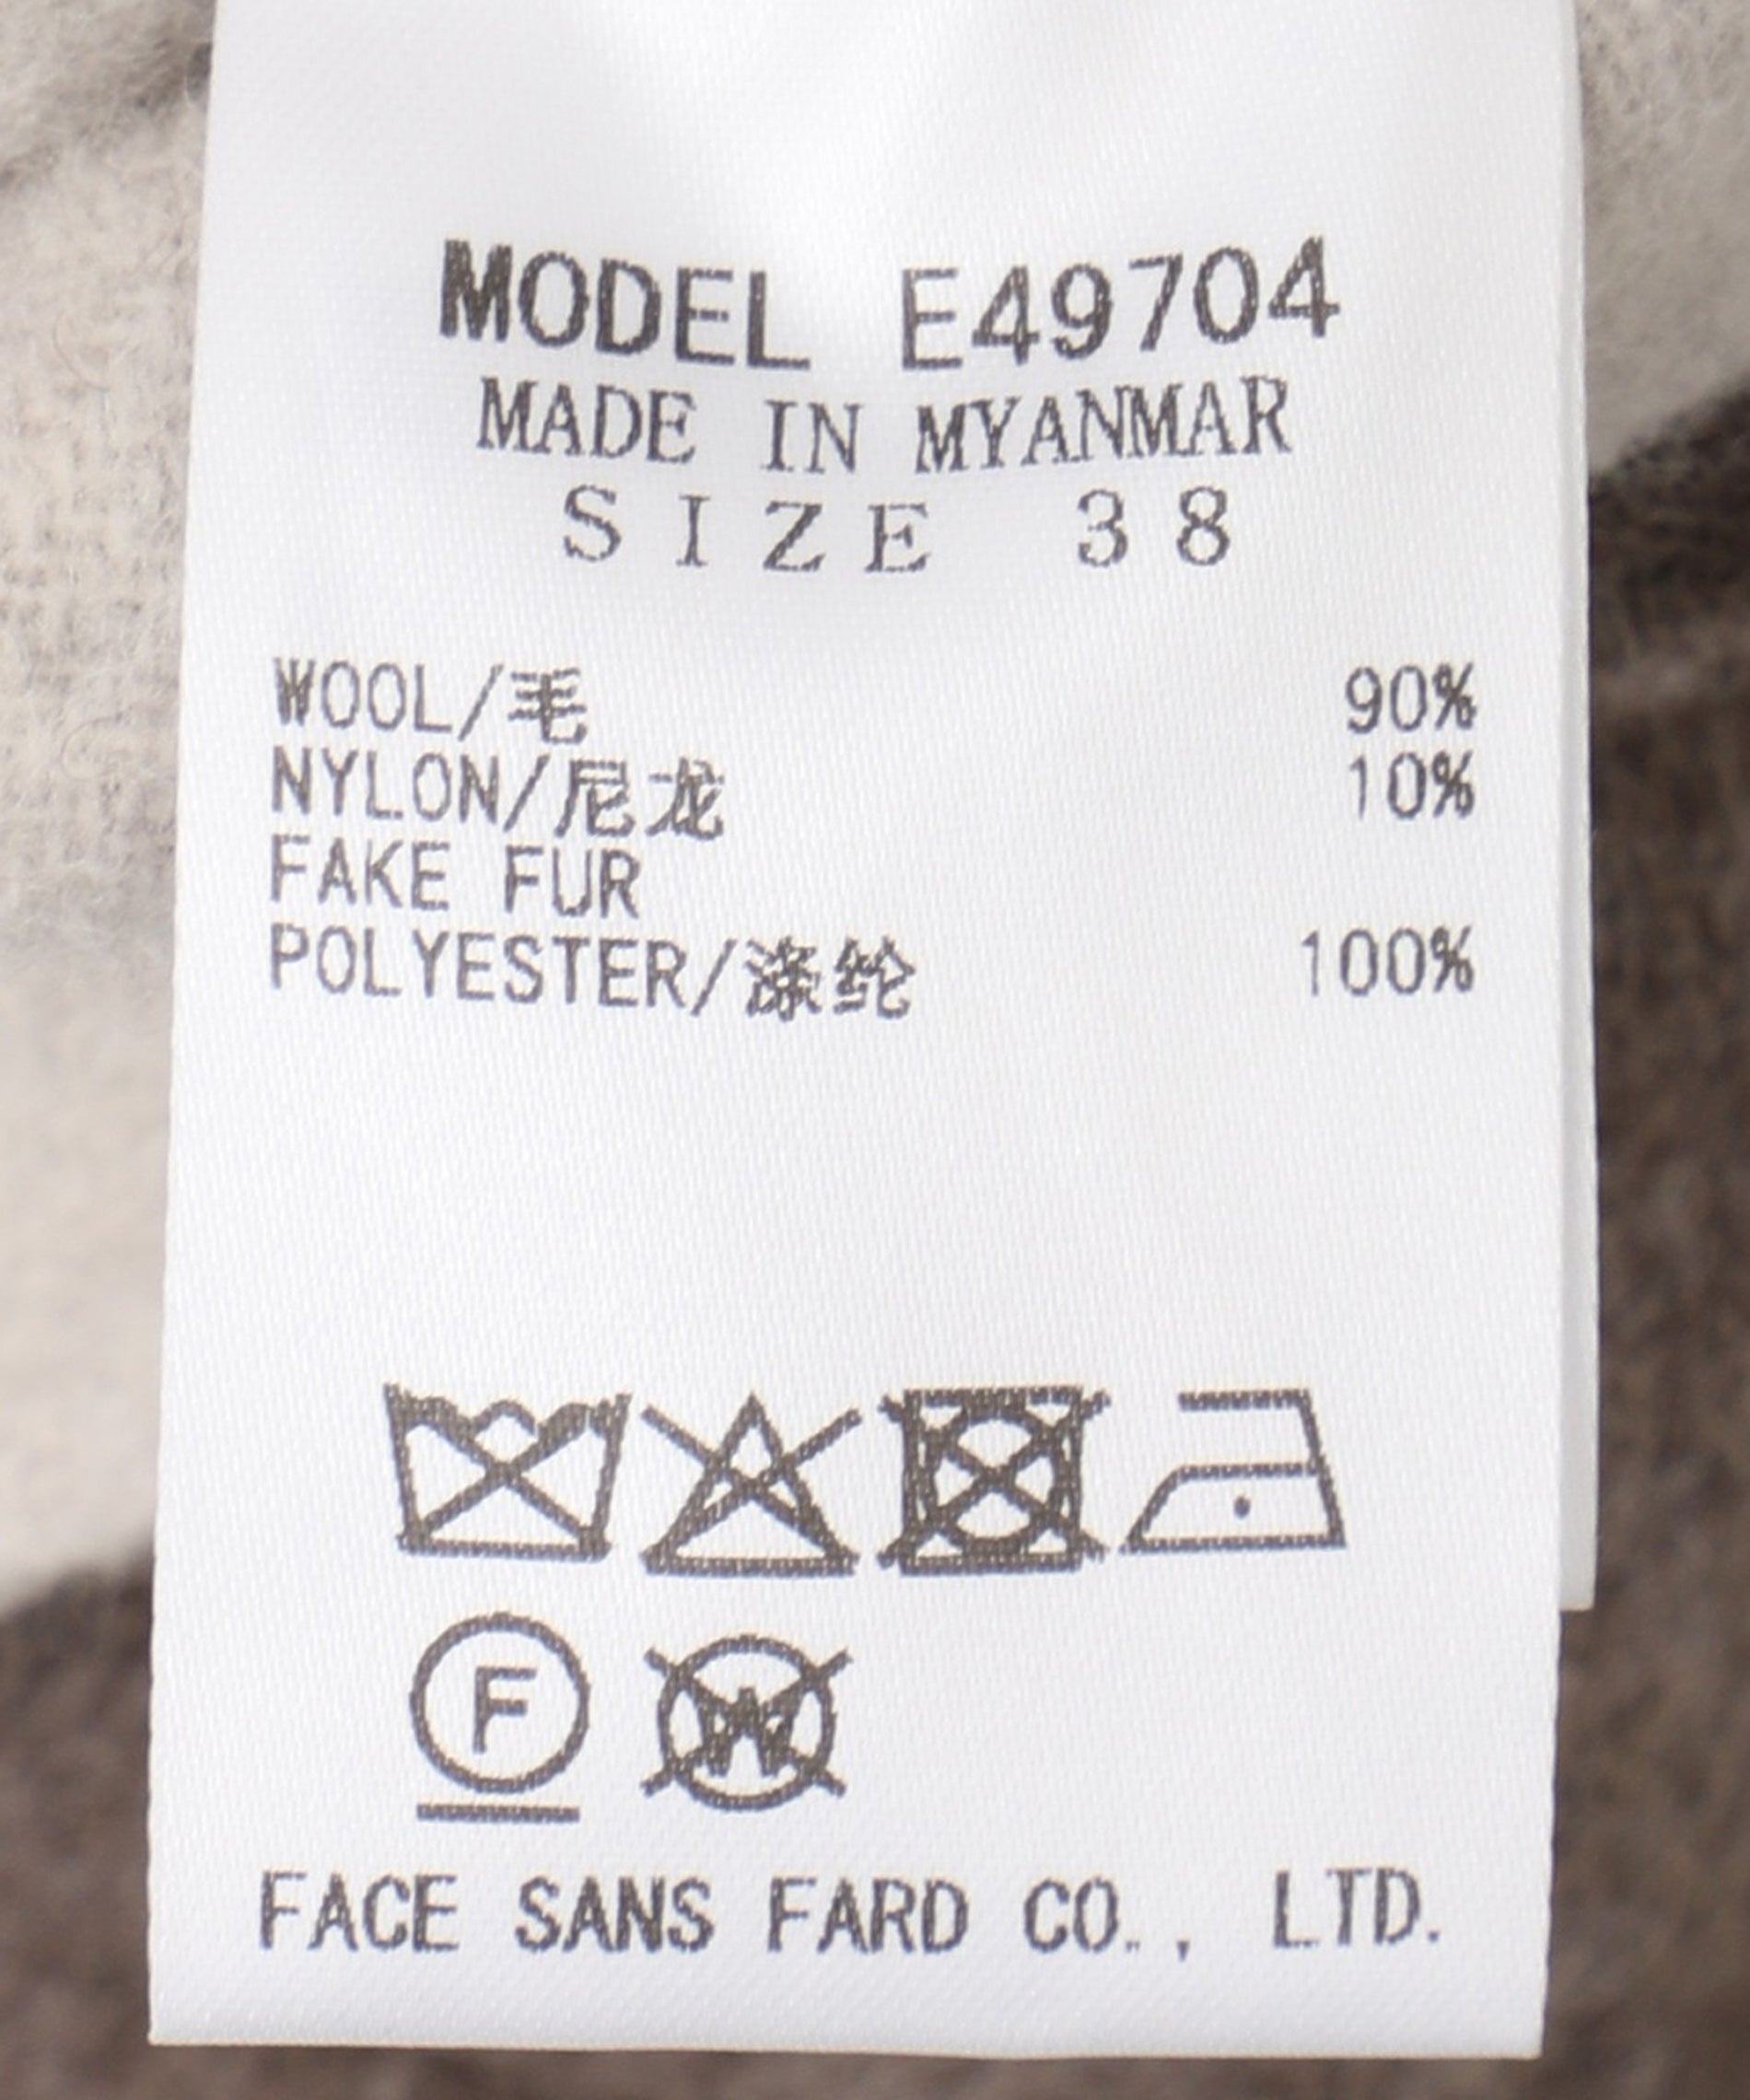 MODEL E49704
MADE IN MYANMAR
SIZE 38
WOOL/毛 90%
NYLON/尼龙 10%
FAKE FUR
POLYESTER/涤纶 100%
F W
FACE SANS FARD CO., LTD.